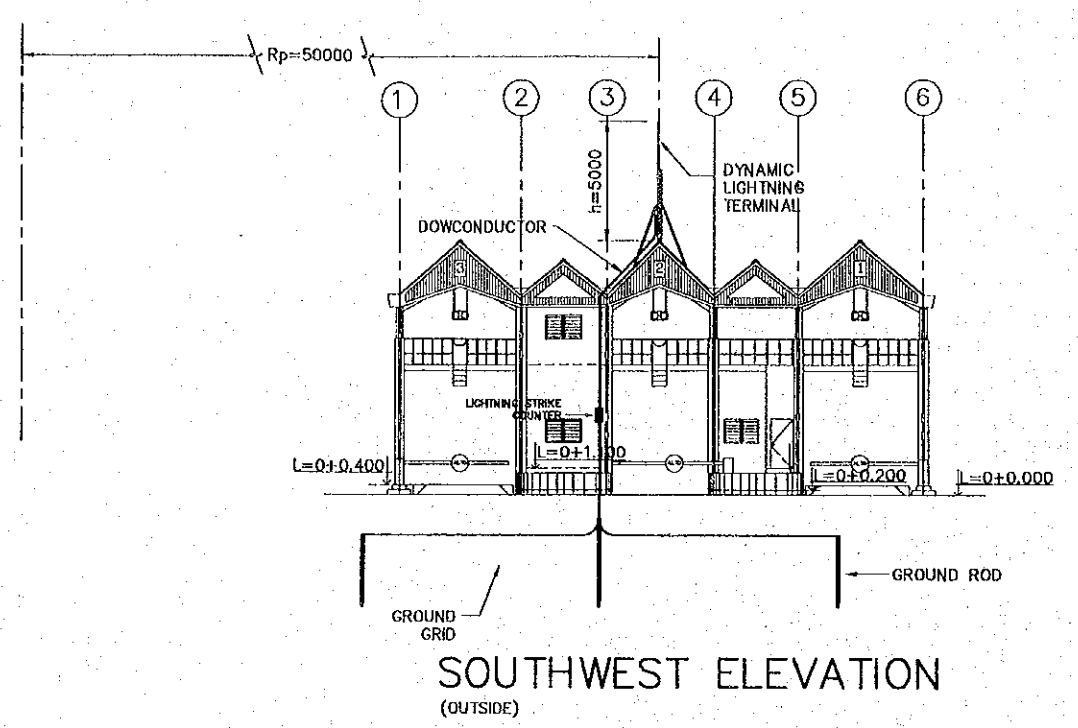 Rp=50000
1 2 3 4 5 6
h=5000
DYNAMIC
LIGHTNING
TERMINAL
DOWCONDUCTOR
3 2 1
LIGHTNING STRIKE
COUNTER
L=0+0.400
L=0+0.200
L=0+0.000
GROUND ROD
GROUND
GRID
SOUTHWEST ELEVATION
(OUTSIDE)